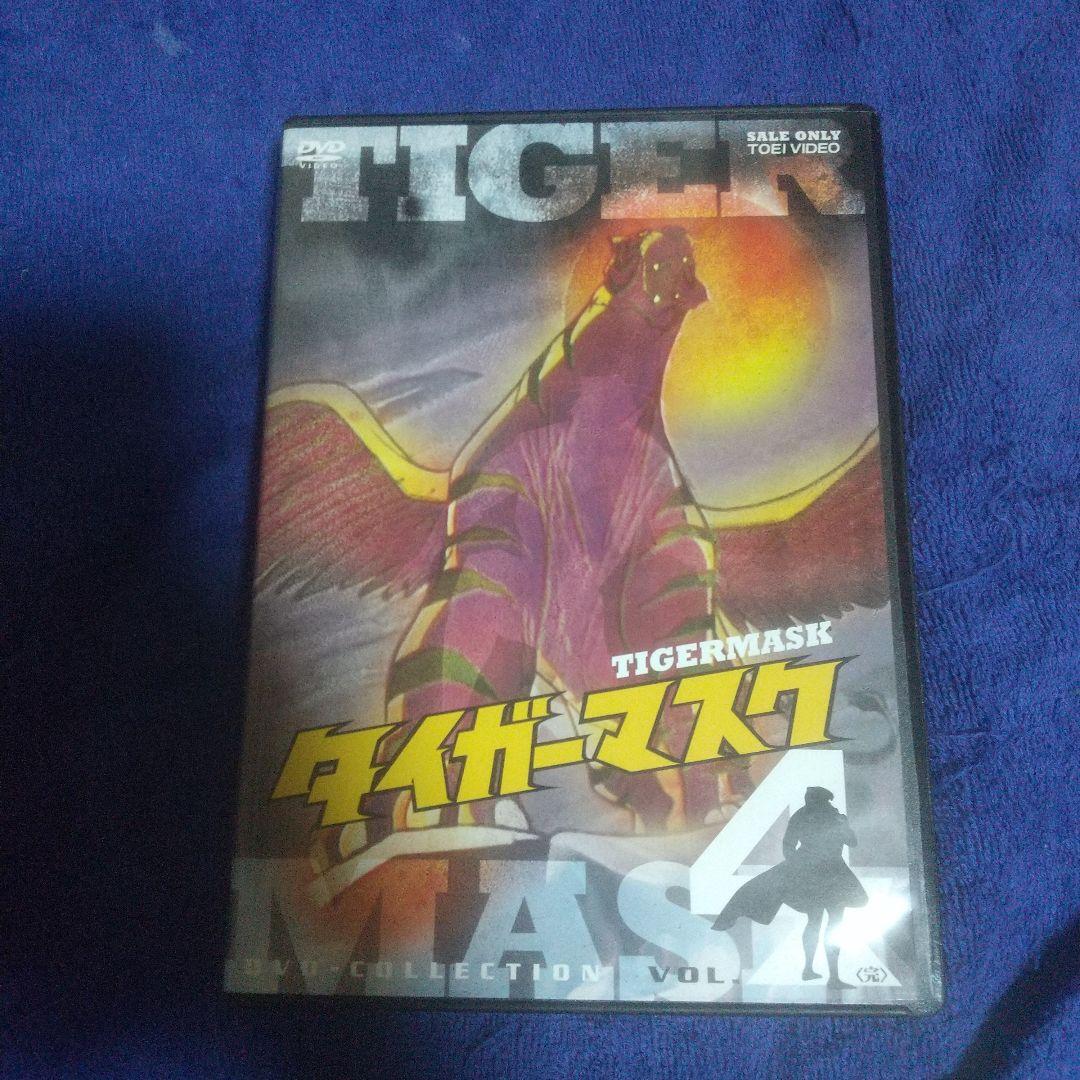 TIGER
DVD
VIDEO
SALE ONLY
TOEI VIDEO
TIGERMASK
タイガーマスク
MASK
DVD-COLLECTION VOL.4
〈完〉